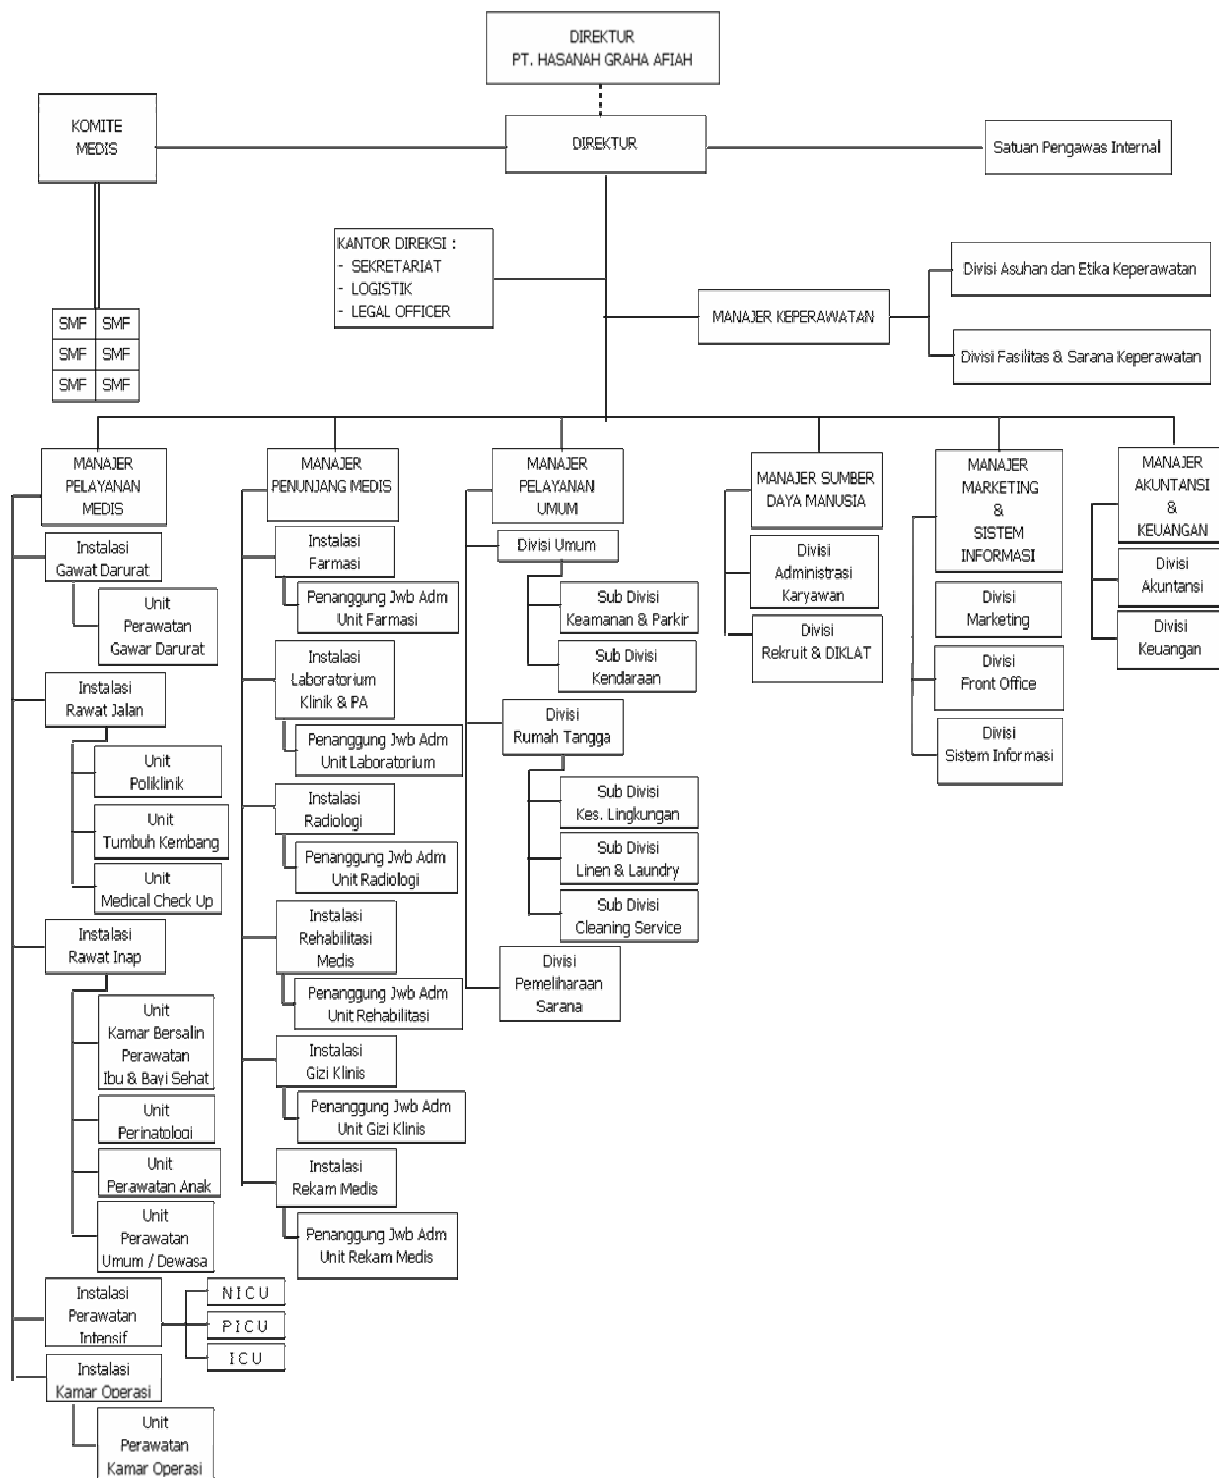 DIREKTUR
PT. HASANAH GRAHA AFIAH
KOMITE
MEDIS
DIREKTUR
Satuan Pengawas Internal
KANTOR DIREKSI :
- SEKRETARIAT
- LOGISTIK
- LEGAL OFFICER
Divisi Asuhan dan Etika Keperawatan
MANAJER KEPERAWATAN
Divisi Fasilitas & Sarana Keperawatan
SMF SMF
SMF SMF
SMF SMF
MANAJER
PELAYANAN
MEDIS
Instalasi
Gawat Darurat
Unit
Perawatan
Gawar Darurat
Instalasi
Rawat Jalan
Unit
Poliklinik
Unit
Tumbuh Kembang
Unit
Medical Check Up
Instalasi
Rawat Inap
Unit
Kamar Bersalin
Perawatan
Ibu & Bayi Sehat
Unit
Perinatologi
Unit
Perawatan Anak
Unit
Perawatan
Umum / Dewasa
Instalasi
Perawatan
Intensif
NICU
PICU
ICU
Instalasi
Kamar Operasi
Unit
Perawatan
Kamar Operasi
MANAJER
PENUNJANG MEDIS
Instalasi
Farmasi
Penanggung Jwb Adm
Unit Farmasi
Instalasi
Laboratorium
Klinik & PA
Penanggung Jwb Adm
Unit Laboratorium
Instalasi
Radiologi
Penanggung Jwb Adm
Unit Radiologi
Instalasi
Rehabilitasi
Medis
Penanggung Jwb Adm
Unit Rehabilitasi
Instalasi
Gizi Klinis
Penanggung Jwb Adm
Unit Gizi Klinis
Instalasi
Rekam Medis
Penanggung Jwb Adm
Unit Rekam Medis
MANAJER
PELAYANAN
UMUM
Divisi Umum
Sub Divisi
Keamanan & Parkir
Sub Divisi
Kendaraan
Divisi
Rumah Tangga
Sub Divisi
Kes. Lingkungan
Sub Divisi
Linen & Laundry
Sub Divisi
Cleaning Service
Divisi
Pemeliharaan
Sarana
MANAJER SUMBER
DAYA MANUSIA
Divisi
Administrasi
Karyawan
Divisi
Rekruit & DIKLAT
MANAJER
MARKETING
&
SISTEM
INFORMASI
Divisi
Marketing
Divisi
Front Office
Divisi
Sistem Informasi
MANAJER
AKUNTANSI
&
KEUANGAN
Divisi
Akuntansi
Divisi
Keuangan